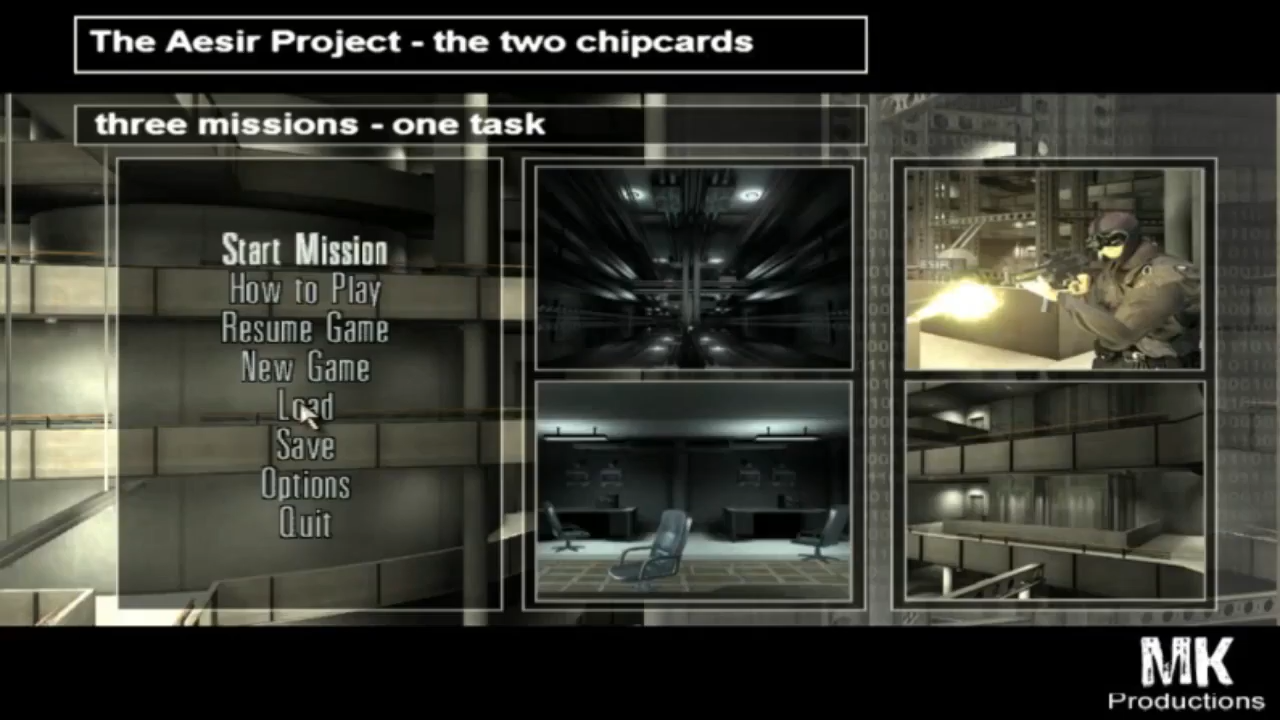 The Aesir Project - the two chipcards
three missions - one task
Start Mission
How to Play
Resume Game
New Game
Load
Save
Options
Quit
MK
Productions